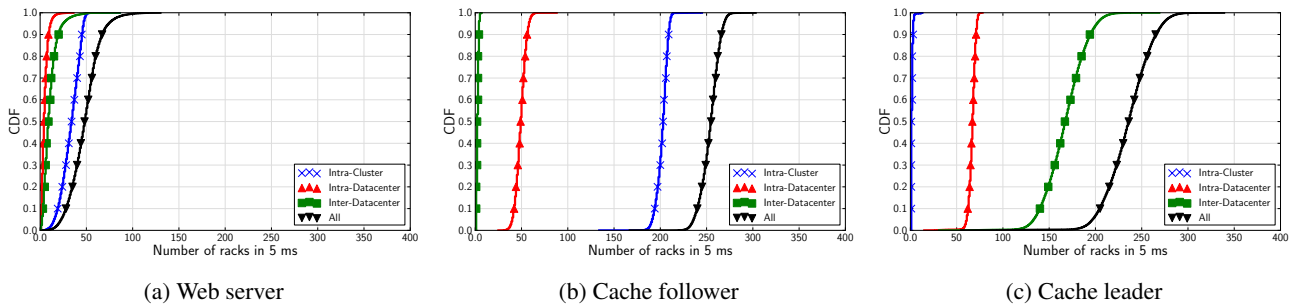 CDF
1.0
0.9
0.8
0.7
0.6
0.5
0.4
0.3
0.2
0.1
0.0
0 50 100 150 200 250 300 350 400
Number of racks in 5 ms
Intra-Cluster
Intra-Datacenter
Inter-Datacenter
All
(a) Web server
CDF
1.0
0.9
0.8
0.7
0.6
0.5
0.4
0.3
0.2
0.1
0.0
0 50 100 150 200 250 300 350 400
Number of racks in 5 ms
Intra-Cluster
Intra-Datacenter
Inter-Datacenter
All
(b) Cache follower
CDF
1.0
0.9
0.8
0.7
0.6
0.5
0.4
0.3
0.2
0.1
0.0
0 50 100 150 200 250 300 350 400
Number of racks in 5 ms
Intra-Cluster
Intra-Datacenter
Inter-Datacenter
All
(c) Cache leader